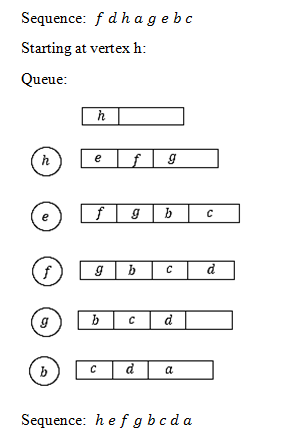 Sequence: f d h a g e b c
Starting at vertex h:
Queue:
h
h e f g
e f g b c
f g b c d
g b c d
b c d a
Sequence: h e f g b c d a